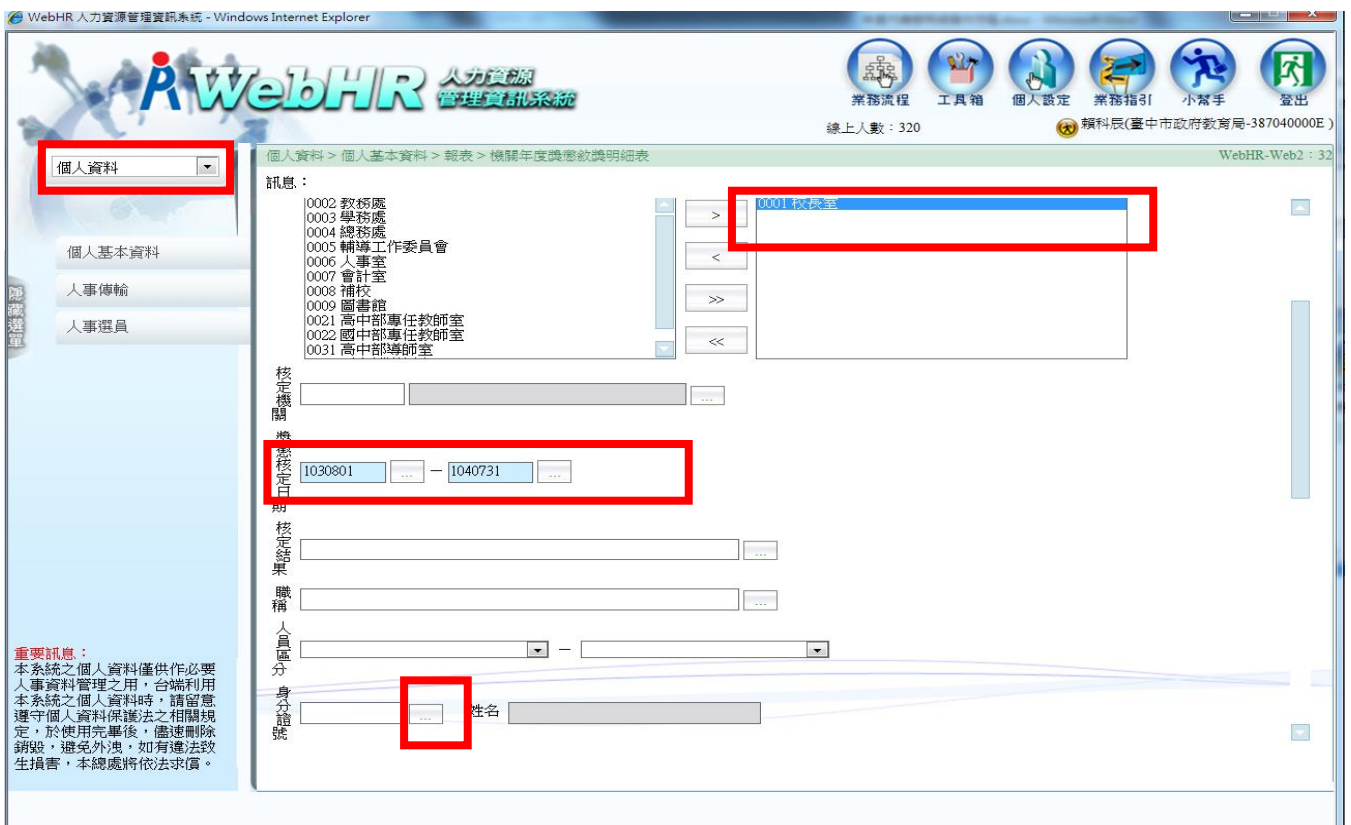 WebHR 人力資源管理資訊系統 - Windows Internet Explorer
WebHR 人力資源
管理資訊系統
業務流程 工具箱 個人設定 業務指引 小幫手 登出
線上人數：320
賴科辰(臺中市政府教育局-387040000E )
個人資料
個人資料 > 個人基本資料 > 報表 > 機關年度獎懲敘獎明細表
WebHR-Web2：32
訊息：
0002 教務處
0003 學務處
0004 總務處
0005 輔導工作委員會
0006 人事室
0007 會計室
0008 補校
0009 圖書館
0021 高中部專任教師室
0022 國中部專任教師室
0031 高中部導師室
>
<
>>
<<
0001 校長室
個人基本資料
人事傳輸
人事選員
隱藏選單
核定機關
...
獎懲核定日期
1030801 ... － 1040731 ...
核定結果
...
職稱
...
人員區分
－
身分證號
... 姓名
重要訊息：
本系統之個人資料僅供作必要
人事資料管理之用，台端利用
本系統之個人資料時，請留意
遵守個人資料保護法之相關規
定，於使用完畢後，儘速刪除
銷毀，避免外洩，如有違法致
生損害，本總處將依法求償。